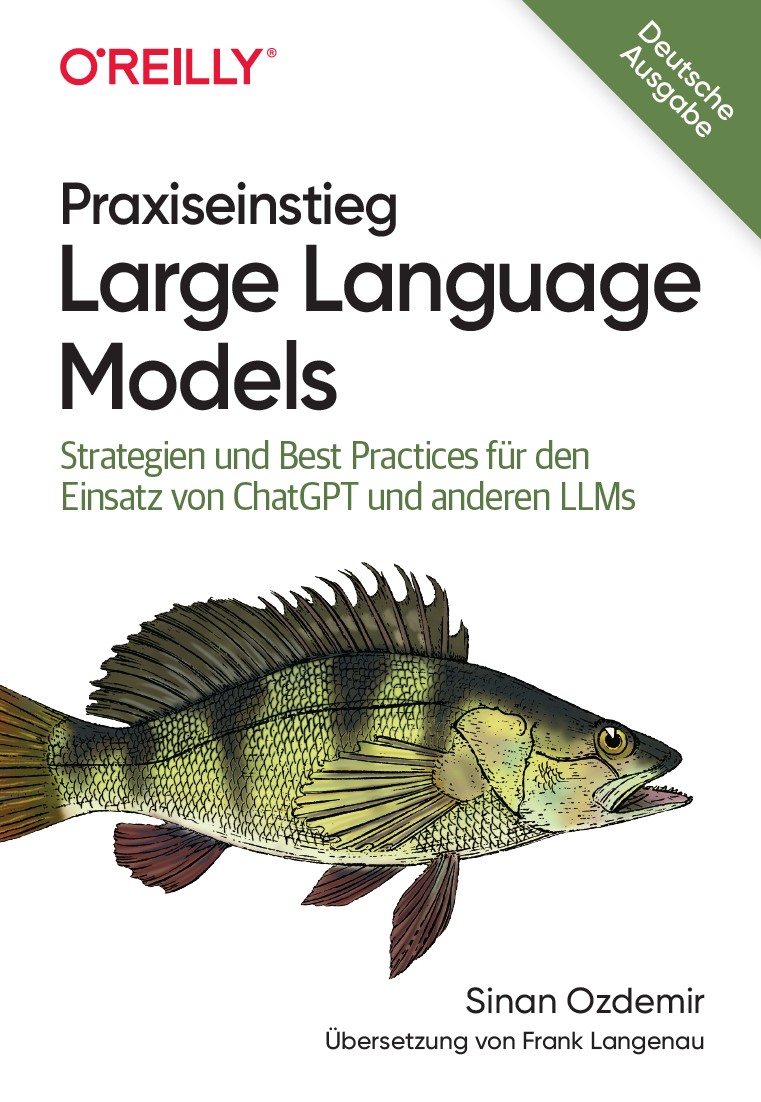 O'REILLY®
Deutsche
Ausgabe
Praxiseinstieg
Large Language
Models
Strategien und Best Practices für den
Einsatz von ChatGPT und anderen LLMs
Sinan Ozdemir
Übersetzung von Frank Langenau